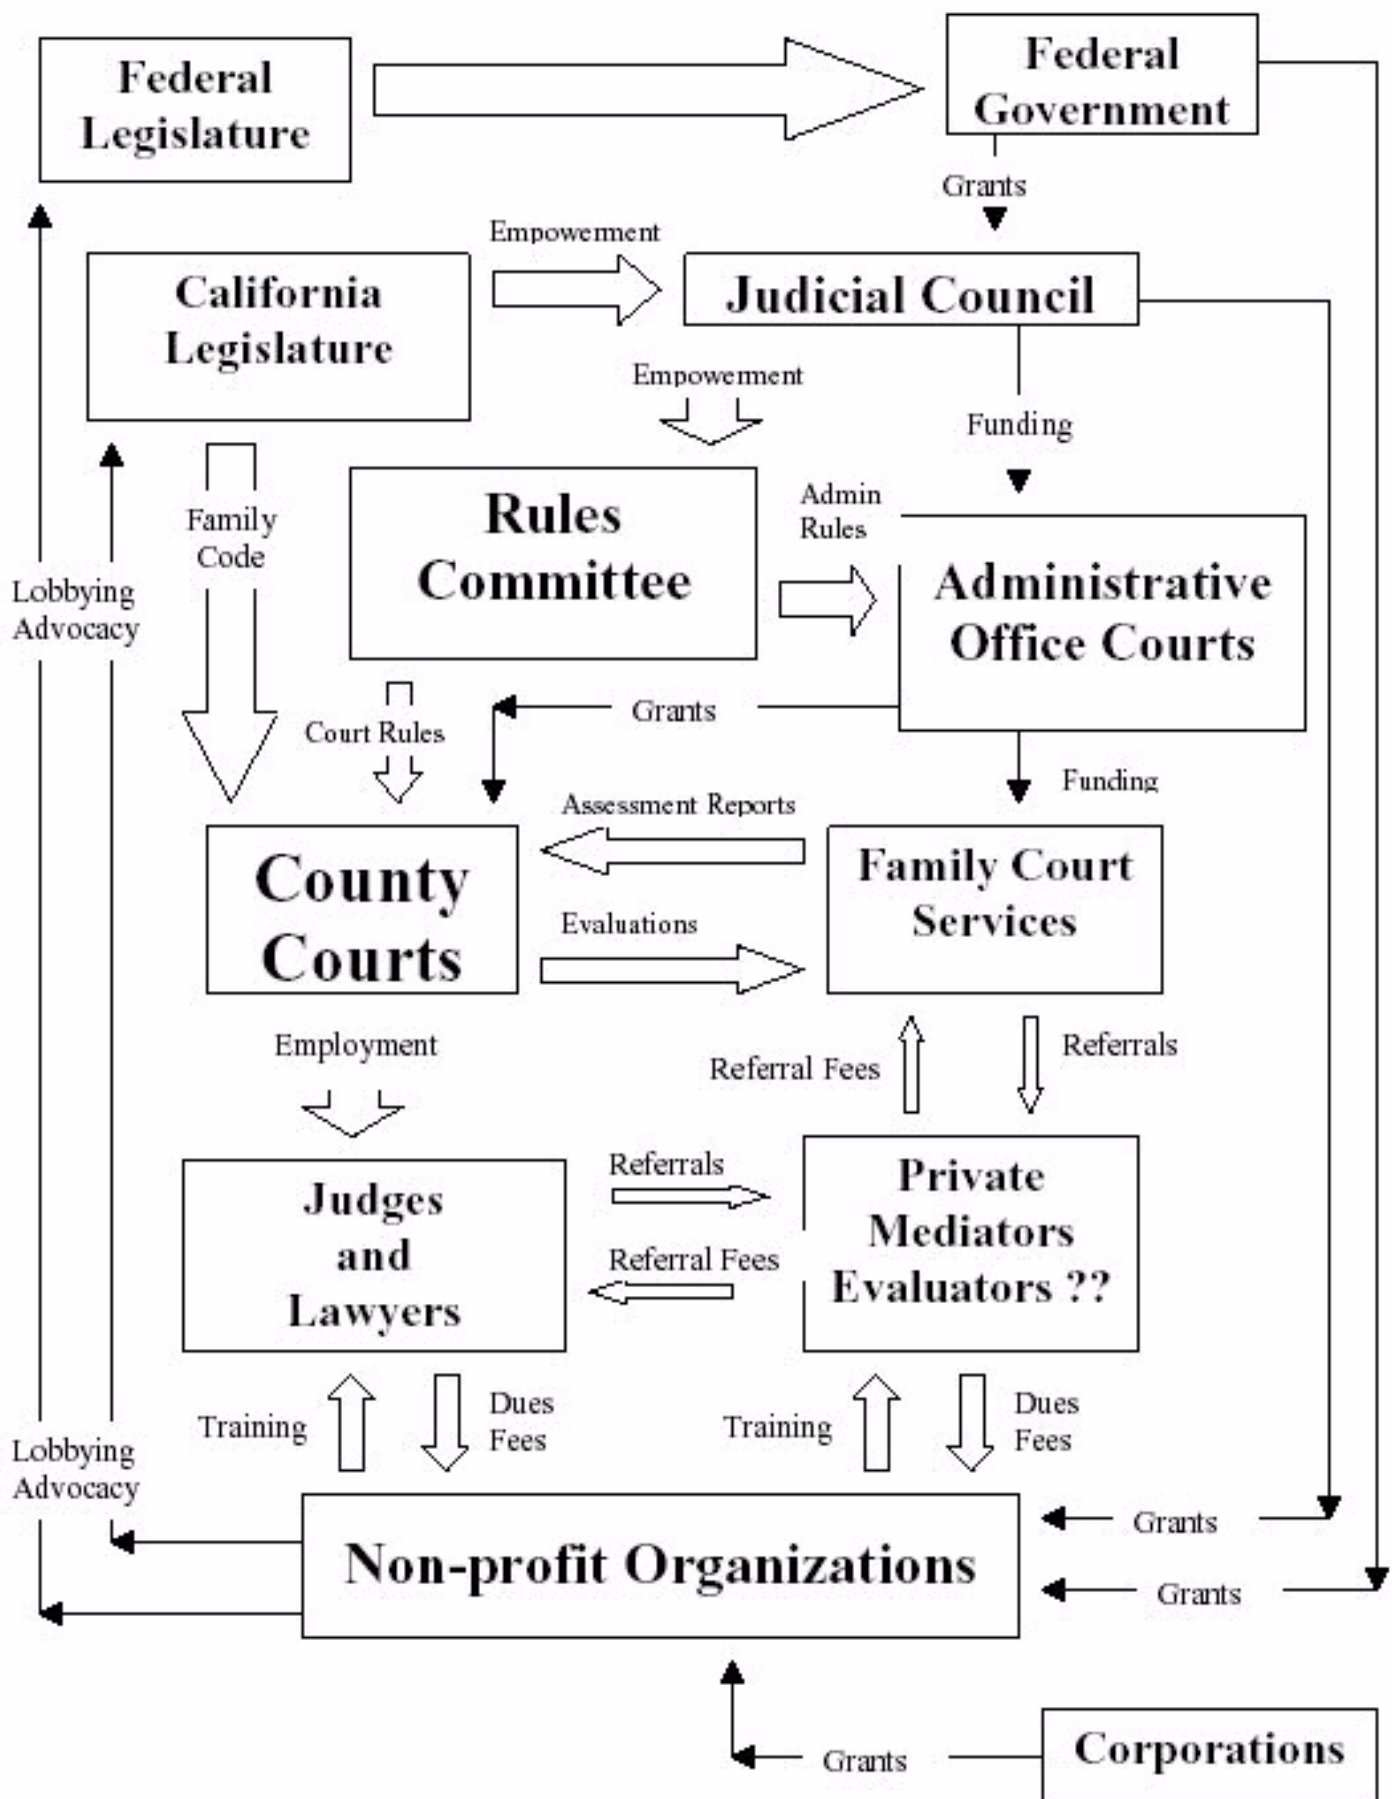 Federal
Legislature
Federal
Government
Grants
Empowerment
California
Legislature
Judicial Council
Empowerment
Funding
Family
Code
Rules
Committee
Admin
Rules
Administrative
Office Courts
Lobbying
Advocacy
Court Rules
Grants
Funding
Assessment Reports
County
Courts
Family Court
Services
Evaluations
Employment
Referral Fees
Referrals
Judges
and
Lawyers
Referrals
Referral Fees
Private
Mediators
Evaluators ??
Training
Dues
Fees
Training
Dues
Fees
Lobbying
Advocacy
Non-profit Organizations
Grants
Grants
Grants
Corporations